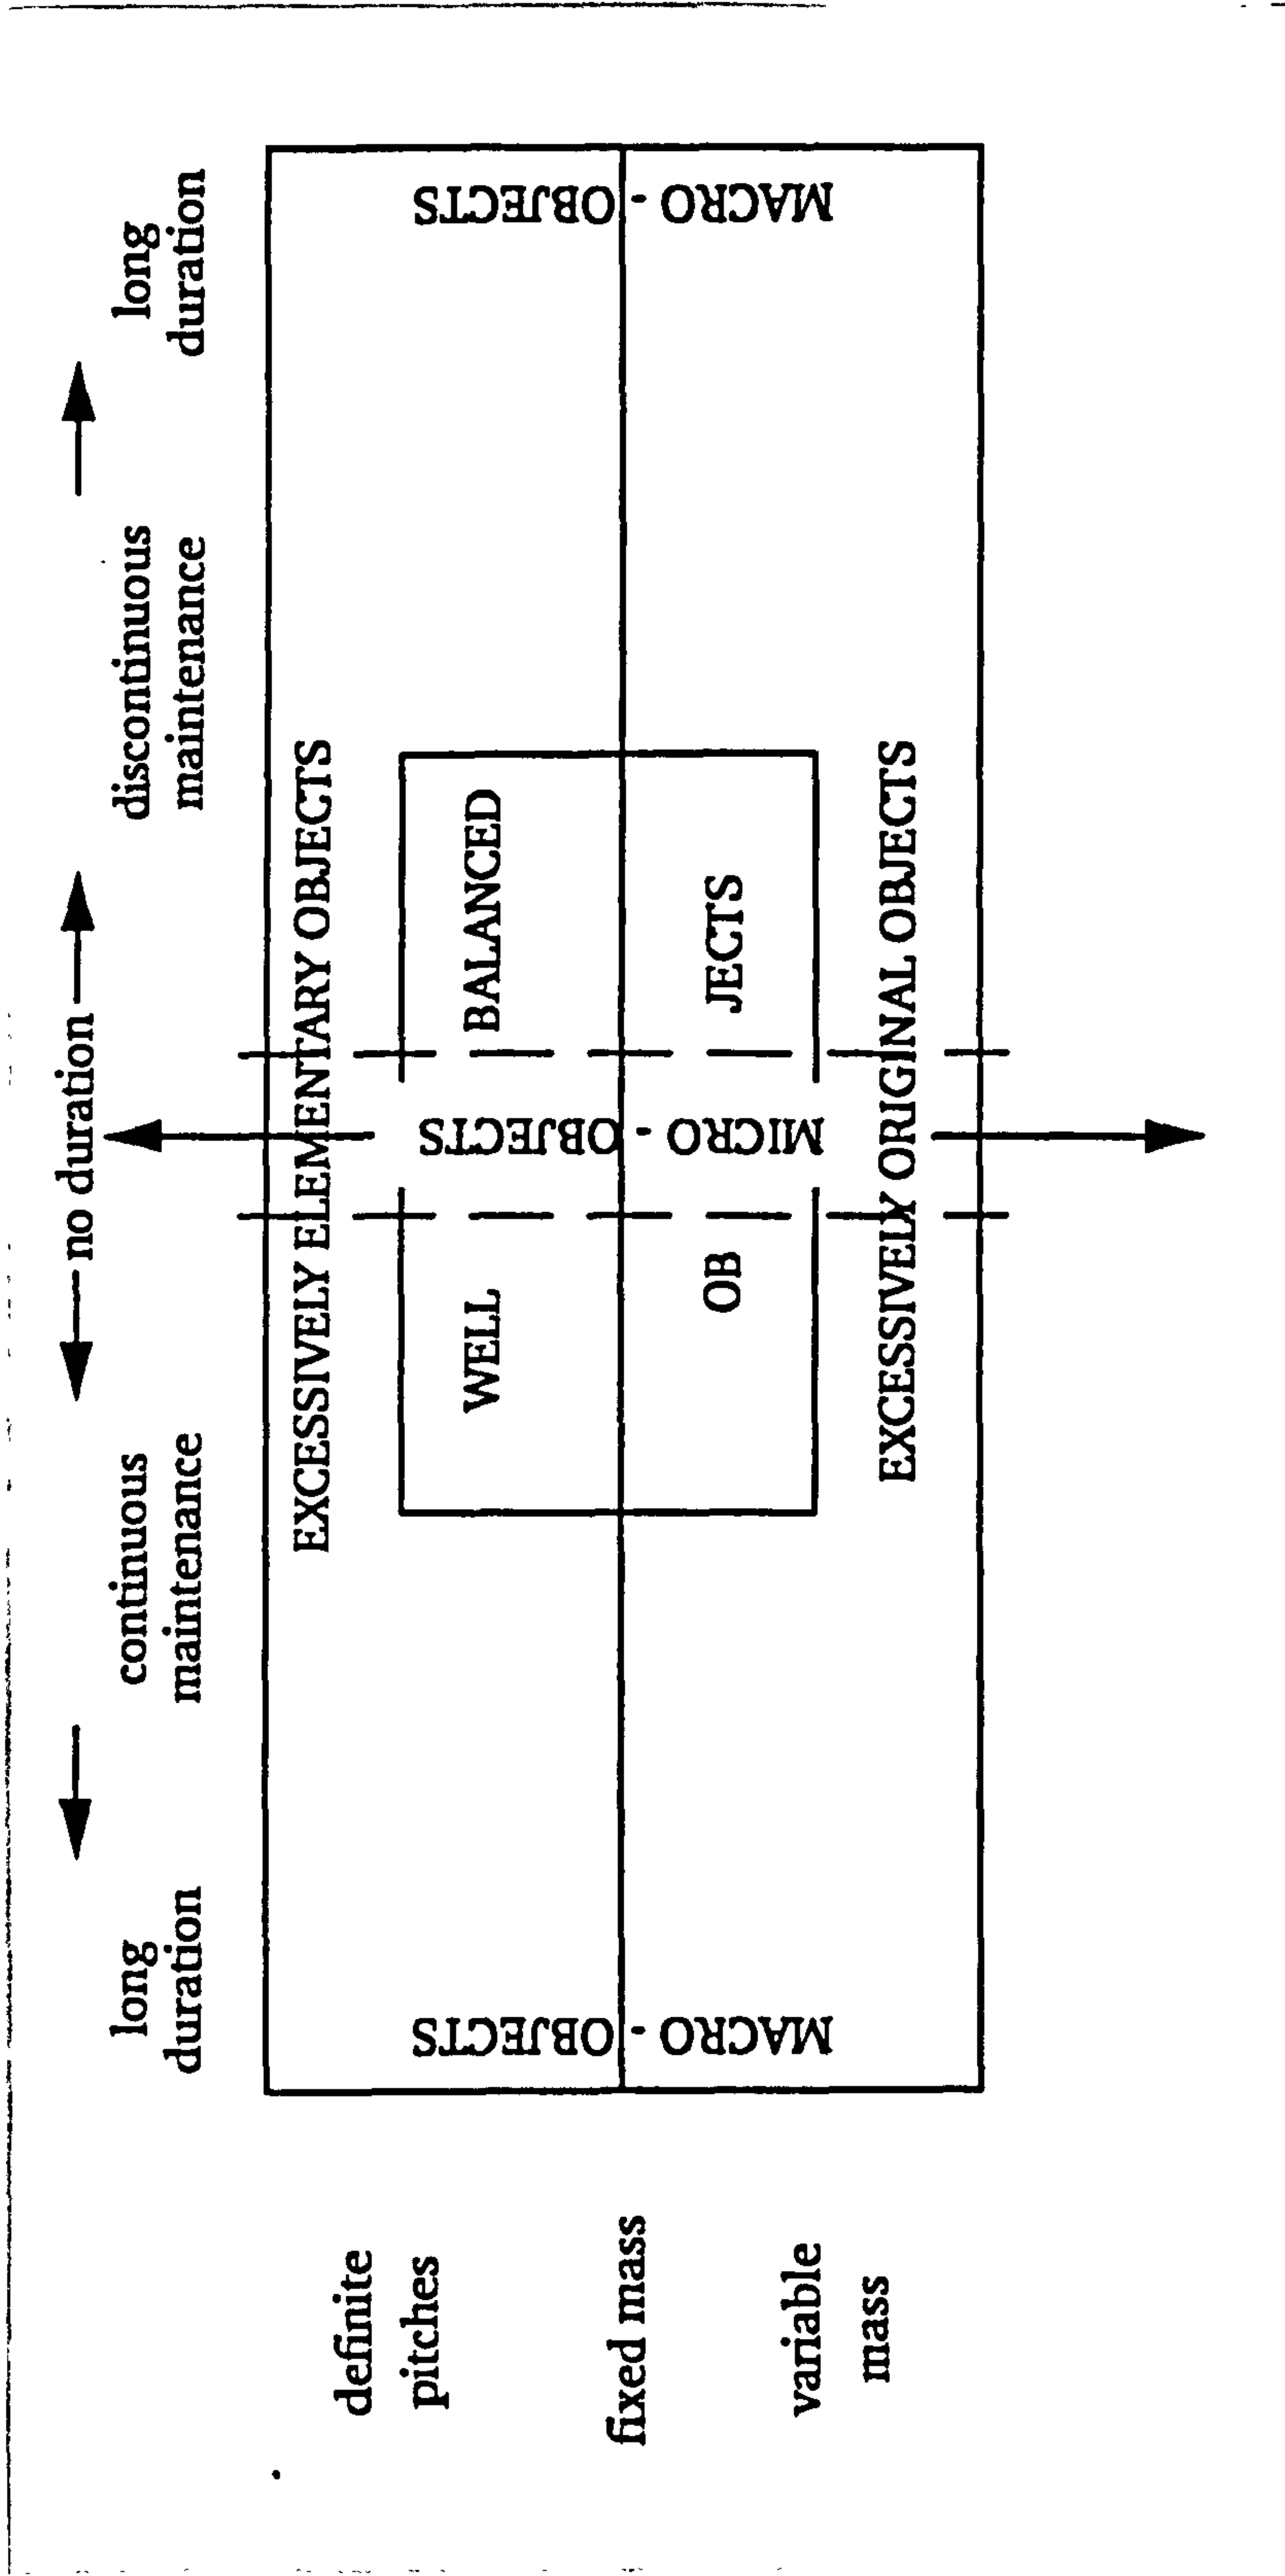 no duration
long
duration
continuous
maintenance
discontinuous
maintenance
long
duration
definite
pitches
fixed mass
variable
mass
EXCESSIVELY ELEMENTARY OBJECTS
MACRO - OBJECTS
WELL
BALANCED
MICRO - OBJECTS
OB
JECTS
MACRO - OBJECTS
EXCESSIVELY ORIGINAL OBJECTS